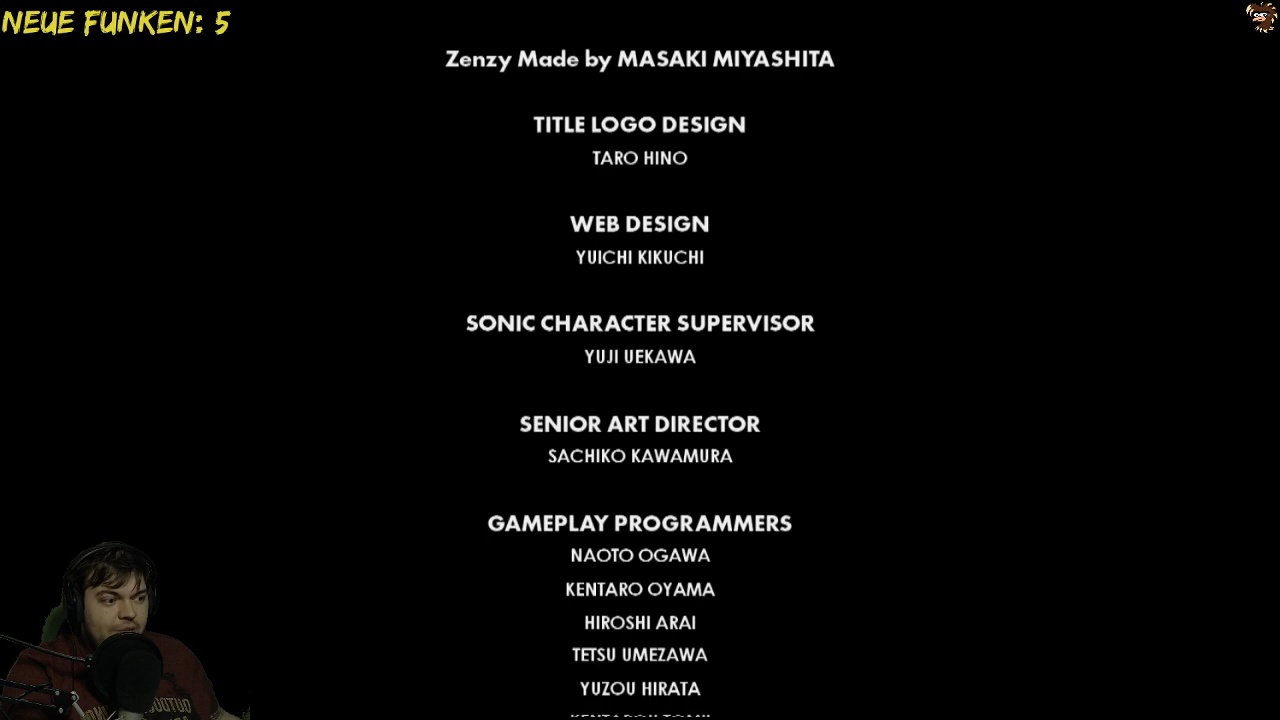 NEUE FUNKEN: 5
Zenzy Made by MASAKI MIYASHITA
TITLE LOGO DESIGN
TARO HINO
WEB DESIGN
YUICHI KIKUCHI
SONIC CHARACTER SUPERVISOR
YUJI UEKAWA
SENIOR ART DIRECTOR
SACHIKO KAWAMURA
GAMEPLAY PROGRAMMERS
NAOTO OGAWA
KENTARO OYAMA
HIROSHI ARAI
TETSU UMEZAWA
YUZOU HIRATA